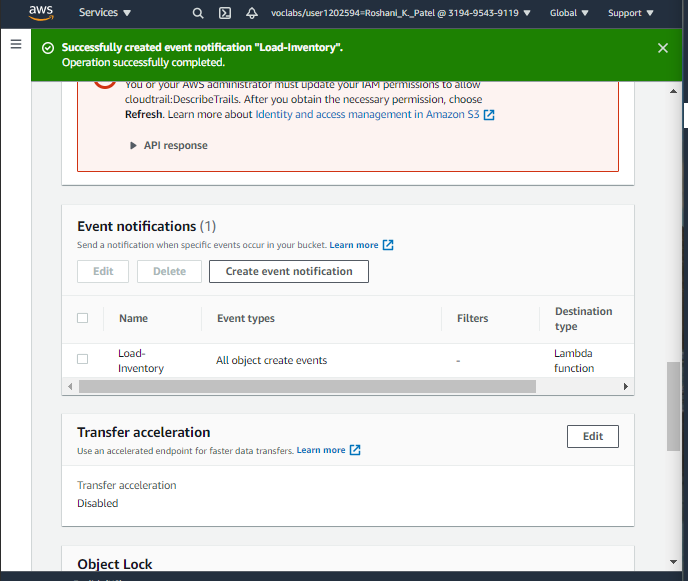 aws
Services ▼
voclabs/user1202594=Roshani_K._Patel @ 3194-9543-9119 ▼
Global ▼
Support ▼
Successfully created event notification "Load-Inventory".
Operation successfully completed.
You or your AWS administrator must update your IAM permissions to allow
cloudtrail:DescribeTrails. After you obtain the necessary permission, choose
Refresh. Learn more about Identity and access management in Amazon S3
API response
Event notifications (1)
Send a notification when specific events occur in your bucket. Learn more
Edit
Delete
Create event notification
Name
Event types
Filters
Destination
type
Load-
Inventory
All object create events
-
Lambda
function
Transfer acceleration
Edit
Use an accelerated endpoint for faster data transfers. Learn more
Transfer acceleration
Disabled
Object Lock